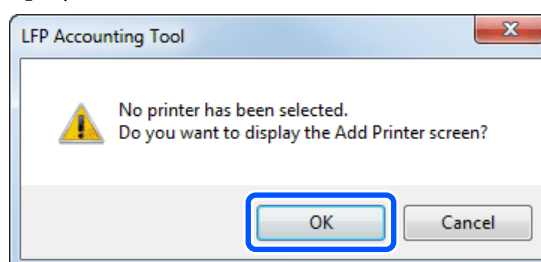 LFP Accounting Tool
No printer has been selected.
Do you want to display the Add Printer screen?
OK
Cancel